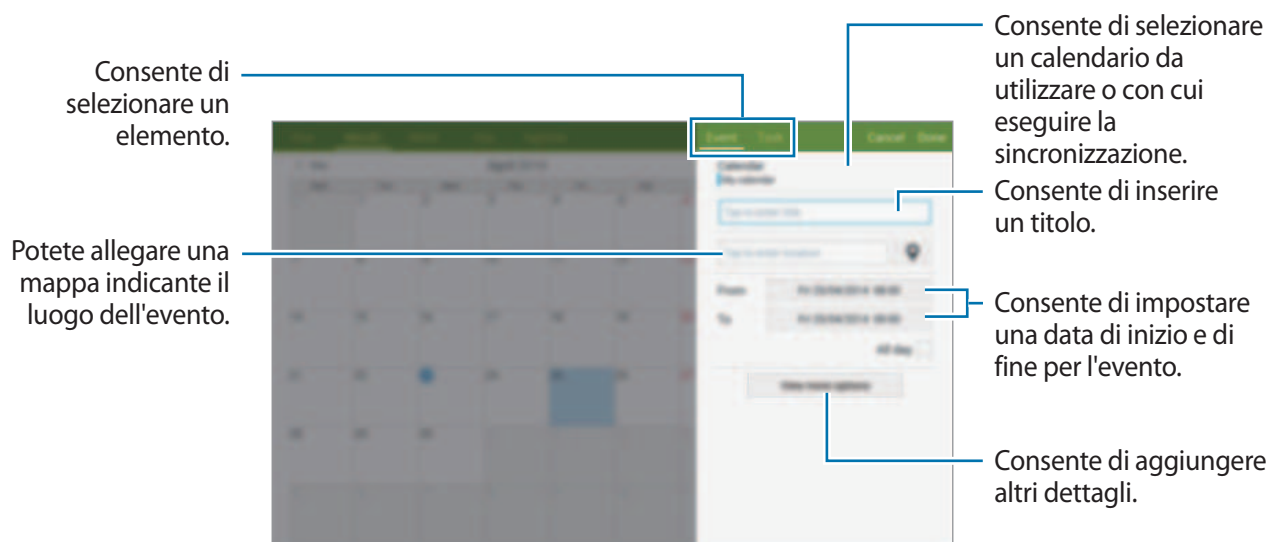 Consente di
selezionare un
elemento.
Potete allegare una
mappa indicante il
luogo dell'evento.
Consente di selezionare
un calendario da
utilizzare o con cui
eseguire la
sincronizzazione.
Consente di inserire
un titolo.
Consente di impostare
una data di inizio e di
fine per l'evento.
Consente di aggiungere
altri dettagli.
Event Task
Cancel Done
Calendar
My calendar
From
To
All day
View more options